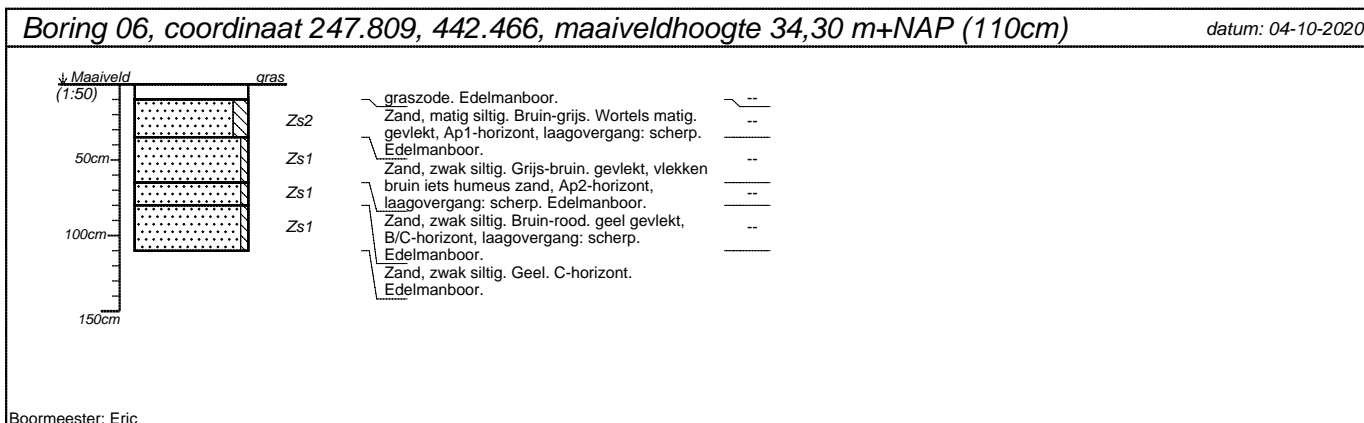 Boring 06, coordinaat 247.809, 442.466, maaiveldhoogte 34,30 m+NAP (110cm)
datum: 04-10-2020
Maaiveld
gras
(1:50)
50cm
100cm
150cm
Zs2
Zs1
Zs1
Zs1
graszode. Edelmanboor.
Zand, matig siltig. Bruin-grijs. Wortels matig.
gevlekt, Ap1-horizont, laagovergang: scherp.
Edelmanboor.
Zand, zwak siltig. Grijs-bruin. gevlekt, vlekken
bruin iets humeus zand, Ap2-horizont,
laagovergang: scherp. Edelmanboor.
Zand, zwak siltig. Bruin-rood. geel gevlekt,
B/C-horizont, laagovergang: scherp.
Edelmanboor.
Zand, zwak siltig. Geel. C-horizont.
Edelmanboor.
--
--
--
--
--
Boormeester: Eric